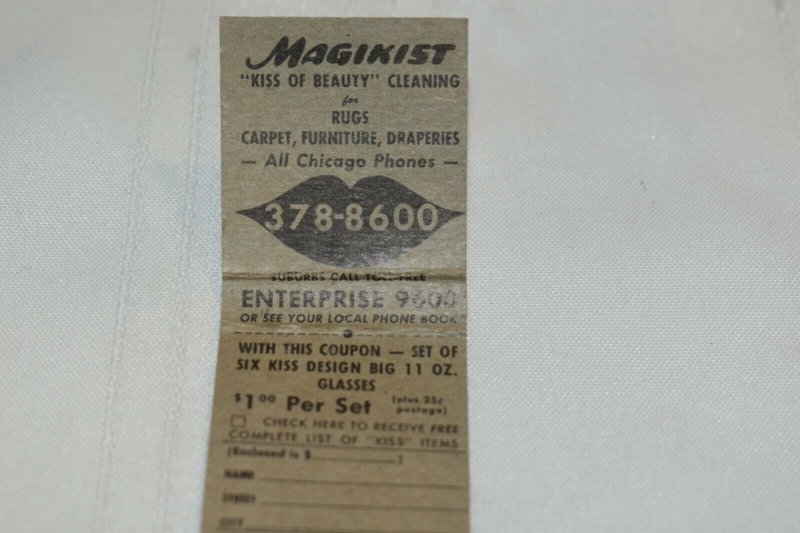 MAGIKIST
"KISS OF BEAUTY" CLEANING
for
RUGS
CARPET, FURNITURE, DRAPERIES
— All Chicago Phones —
378-8600
SUBURBS CALL TOLL-FREE
ENTERPRISE 9600
OR SEE YOUR LOCAL PHONE BOOK
WITH THIS COUPON — SET OF
SIX KISS DESIGN BIG 11 OZ.
GLASSES
$1.00 Per Set (plus 25¢ postage)
☐ CHECK HERE TO RECEIVE FREE
COMPLETE LIST OF "KISS" ITEMS
(Enclosed is $__________)
NAME
STREET
CITY